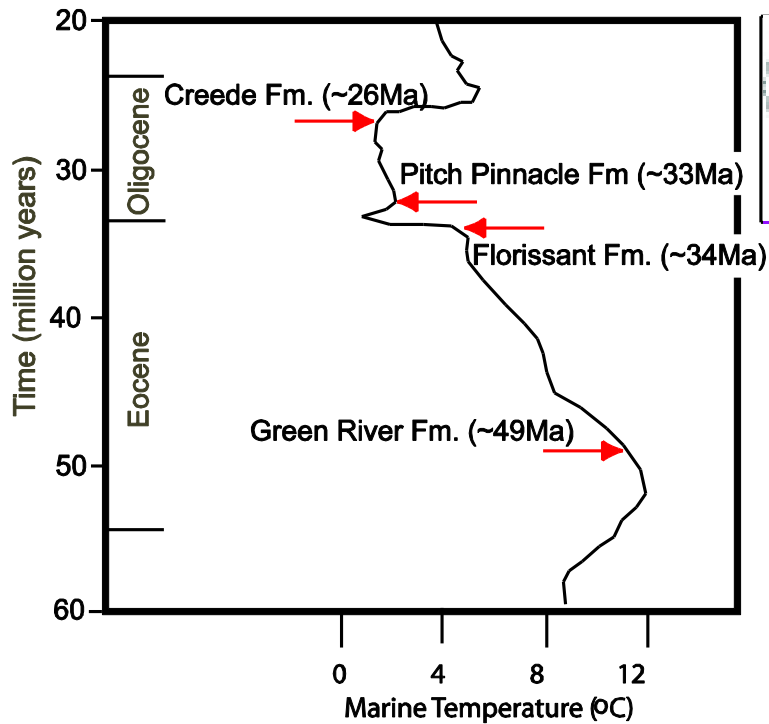 20
Creede Fm. (~26Ma)
Oligocene
30
Pitch Pinnacle Fm (~33Ma)
Florissant Fm. (~34Ma)
Time (million years)
40
Eocene
Green River Fm. (~49Ma)
50
60
0 4 8 12
Marine Temperature (ºC)